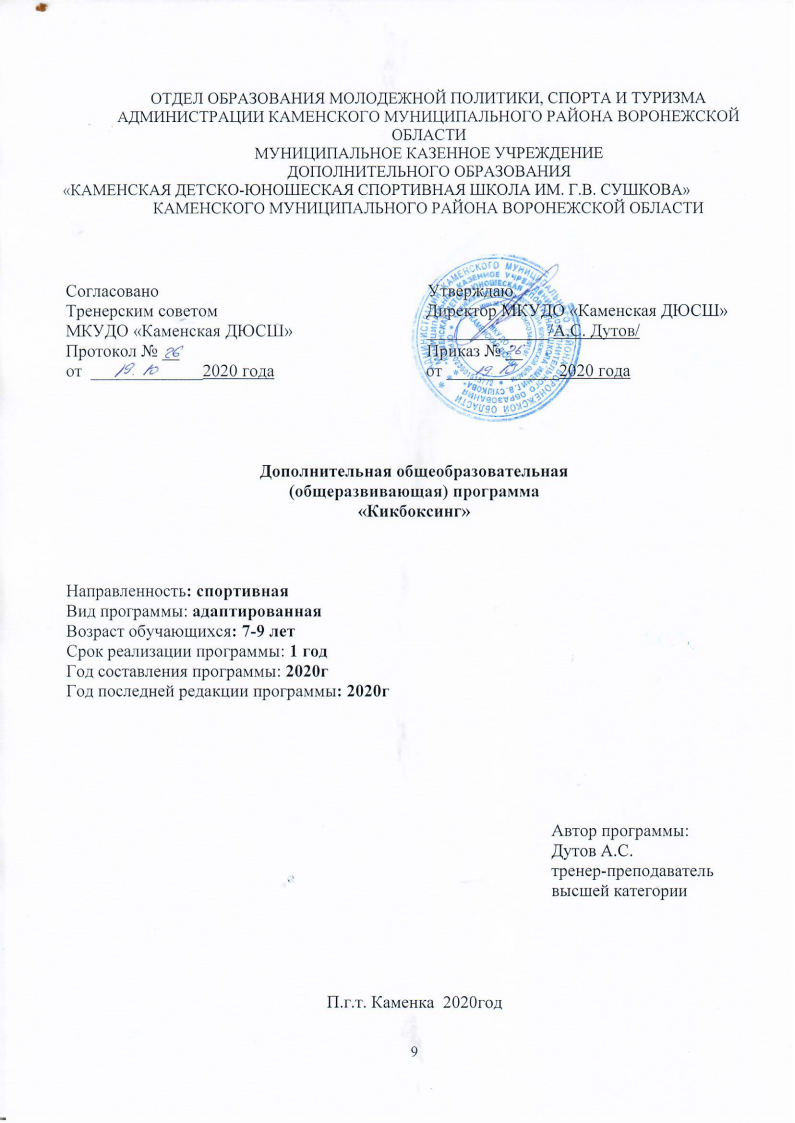 ОТДЕЛ ОБРАЗОВАНИЯ МОЛОДЕЖНОЙ ПОЛИТИКИ, СПОРТА И ТУРИЗМА
АДМИНИСТРАЦИИ КАМЕНСКОГО МУНИЦИПАЛЬНОГО РАЙОНА ВОРОНЕЖСКОЙ
ОБЛАСТИ
МУНИЦИПАЛЬНОЕ КАЗЕННОЕ УЧРЕЖДЕНИЕ
ДОПОЛНИТЕЛЬНОГО ОБРАЗОВАНИЯ
«КАМЕНСКАЯ ДЕТСКО-ЮНОШЕСКАЯ СПОРТИВНАЯ ШКОЛА ИМ. Г.В. СУШКОВА»
КАМЕНСКОГО МУНИЦИПАЛЬНОГО РАЙОНА ВОРОНЕЖСКОЙ ОБЛАСТИ
Согласовано
Тренерским советом
МКУДО «Каменская ДЮСШ»
Протокол № 26
от 19.10 2020 года
Утверждаю
Директор МКУДО «Каменская ДЮСШ»
/А.С. Дутов/
Приказ № 26
от 19.10 2020 года
Дополнительная общеобразовательная
(общеразвивающая) программа
«Кикбоксинг»
Направленность: спортивная
Вид программы: адаптированная
Возраст обучающихся: 7-9 лет
Срок реализации программы: 1 год
Год составления программы: 2020г
Год последней редакции программы: 2020г
Автор программы:
Дутов А.С.
тренер-преподаватель
высшей категории
П.г.т. Каменка 2020год
9